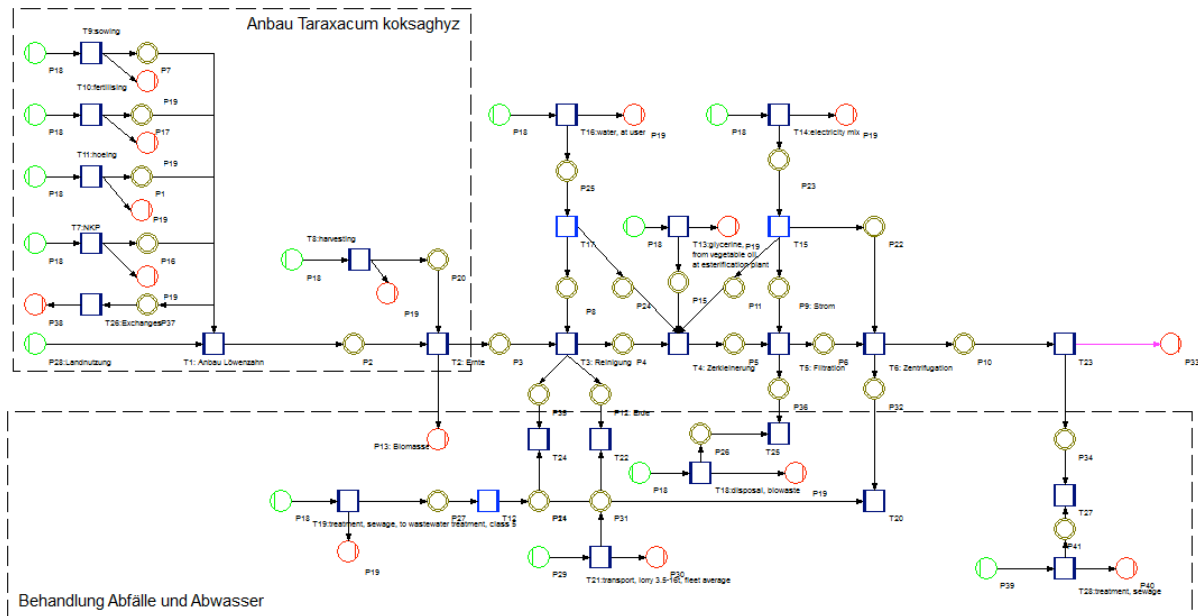 Anbau Taraxacum koksaghyz
T9:sowing
P18
P7
T10:fertilising
P19
P18
P17
T11:hoeing
P19
P18
P1
T7:NKP
P19
P18
P16
P19
P38
T26:Exchanges
P37
P28:Landnutzung
T1: Anbau Löwenzahn
P2
T8:harvesting
P18
P20
P19
T2: Ernte
P3
P18
T16:water, at user
P19
P25
T17
P8
P24
T3: Reinigung
P4
P18
T13:glycerine,
from vegetable oil,
at esterification plant
P19
P15
P18
T14:electricity mix
P19
P23
T15
P22
P11
P9: Strom
T4: Zerkleinerung
P5
T5: Filtration
P6
T6: Zentrifugation
P10
T23
P33
P12: Erde
P36
P32
P13: Biomasse
T24
T22
P26
T25
P34
P18
T18:disposal, biowaste
P19
T27
P18
P27
T12
P31
T20
T19:treatment, sewage, to wastewater treatment, class 5
P19
P41
P29
P30
T21:transport, lorry 3.5-16t, fleet average
P39
P40
T28:treatment, sewage
Behandlung Abfälle und Abwasser